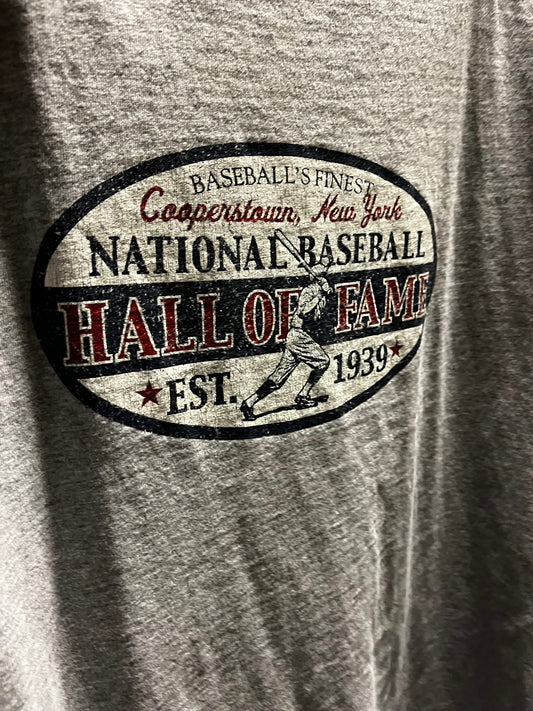 BASEBALL'S FINEST
Cooperstown, New York
NATIONAL BASEBALL
HALL OF FAME
EST. 1939